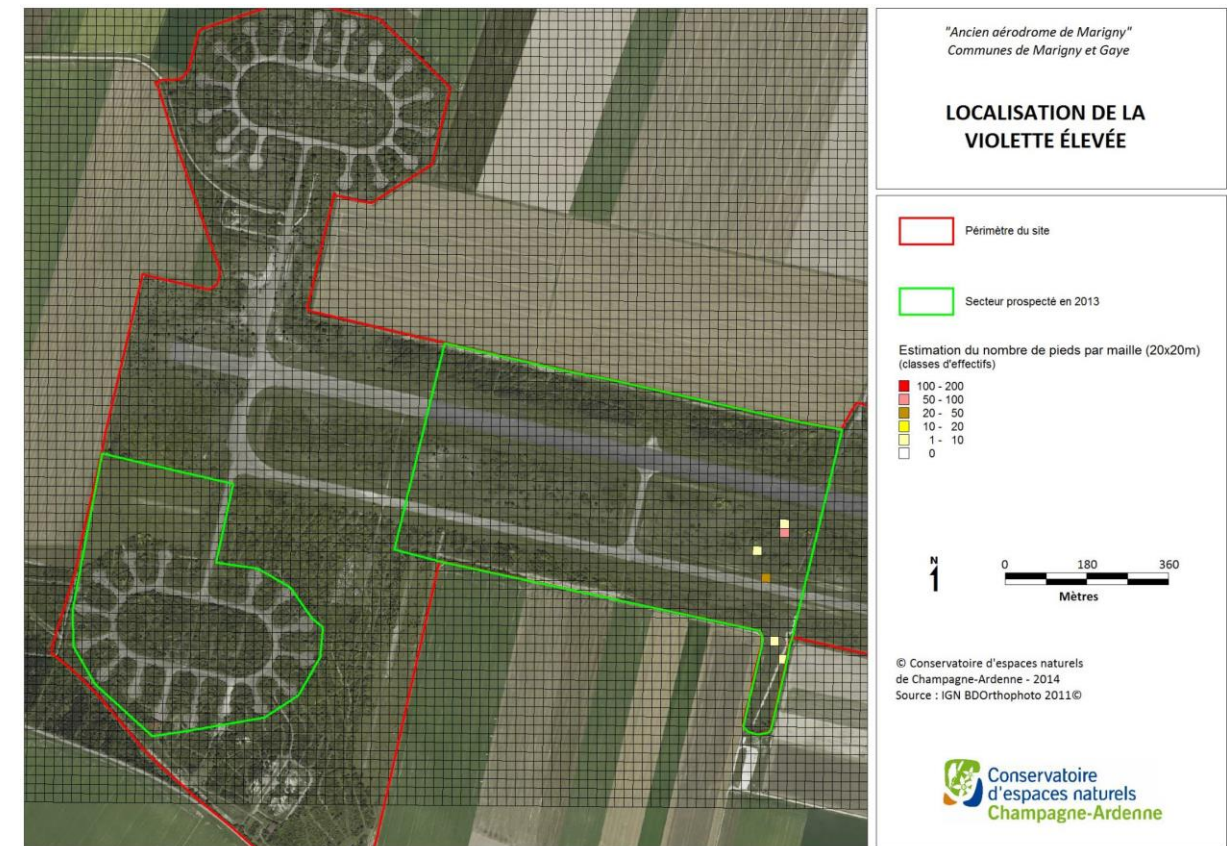 "Ancien aérodrome de Marigny"
Communes de Marigny et Gaye
LOCALISATION DE LA
VIOLETTE ÉLEVÉE
Périmètre du site
Secteur prospecté en 2013
Estimation du nombre de pieds par maille (20x20m)
(classes d'effectifs)
100 - 200
50 - 100
20 - 50
10 - 20
1 - 10
0
N
0 180 360
Mètres
© Conservatoire d'espaces naturels
de Champagne-Ardenne - 2014
Source : IGN BDOrthophoto 2011©
Conservatoire
d'espaces naturels
Champagne-Ardenne